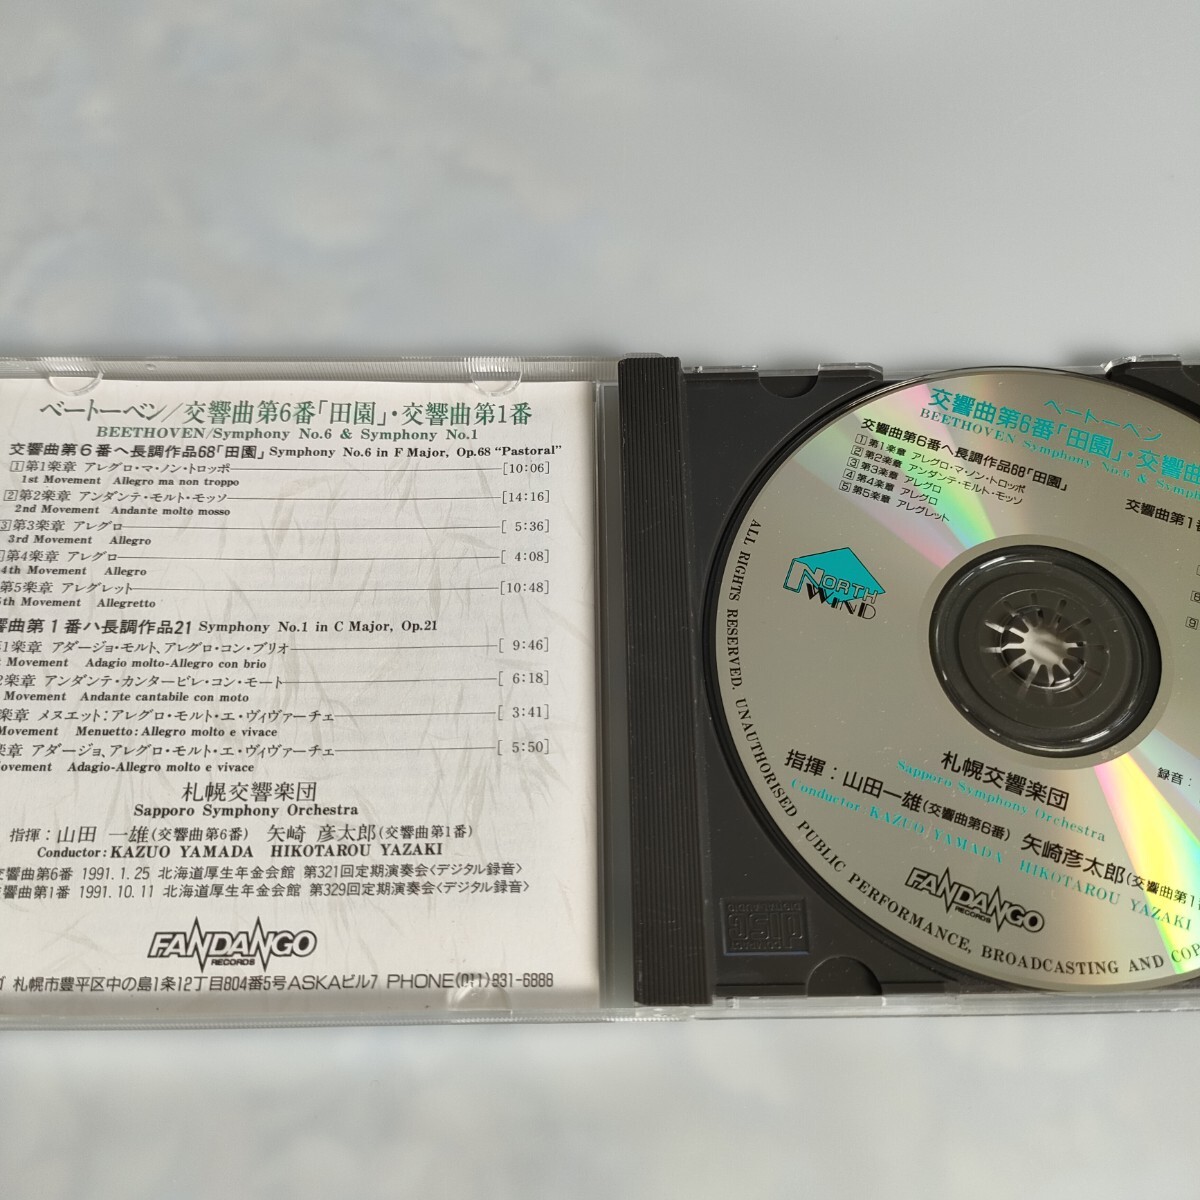 ベートーベン/交響曲第6番「田園」・交響曲第1番
BEETHOVEN/Symphony No.6 & Symphony No.1
交響曲第6番ヘ長調作品68「田園」 Symphony No.6 in F Major, Op.68 "Pastoral"
1 第1楽章 アレグロ・マ・ノン・トロッポ [10:06]
1st Movement Allegro ma non troppo
2 第2楽章 アンダンテ・モルト・モッソ [14:16]
2nd Movement Andante molto mosso
3 第3楽章 アレグロ [ 5:36]
3rd Movement Allegro
第4楽章 アレグロ [ 4:08]
4th Movement Allegro
第5楽章 アレグレット [10:48]
5th Movement Allegretto
響曲第1番ハ長調作品21 Symphony No.1 in C Major, Op.21
1楽章 アダージョ・モルト、アレグロ・コン・ブリオ [ 9:46]
Movement Adagio molto-Allegro con brio
2楽章 アンダンテ・カンタービレ・コン・モート [ 6:18]
Movement Andante cantabile con moto
楽章 メヌエット:アレグロ・モルト・エ・ヴィヴァーチェ [ 3:41]
Movement Menuetto: Allegro molto e vivace
楽章 アダージョ、アレグロ・モルト・エ・ヴィヴァーチェ [ 5:50]
ovement Adagio-Allegro molto e vivace
札幌交響楽団
Sapporo Symphony Orchestra
指揮:山田 一雄(交響曲第6番) 矢崎 彦太郎(交響曲第1番)
Conductor: KAZUO YAMADA HIKOTAROU YAZAKI
交響曲第6番 1991.1.25 北海道厚生年金会館 第321回定期演奏会〈デジタル録音〉
響曲第1番 1991.10.11 北海道厚生年金会館 第329回定期演奏会〈デジタル録音〉
FANDANGO
RECORDS
ゴ 札幌市豊平区中の島1条12丁目804番5号ASKAビル7 PHONE(011)831-6888
ベートーベン
交響曲第6番「田園」・交響曲
BEETHOVEN/Symphony No.6 & Symph
交響曲第6番ヘ長調作品68「田園」
1 第1楽章 アレグロ・マ・ノン・トロッポ
2 第2楽章 アンダンテ・モルト・モッソ
3 第3楽章 アレグロ
4 第4楽章 アレグロ
5 第5楽章 アレグレット
交響曲第1番
9
NORTH
WIND
札幌交響楽団
Sapporo Symphony Orchestra
録音:
指揮:山田一雄(交響曲第6番) 矢崎彦太郎(交響曲第1番
Conductor: KAZUO YAMADA HIKOTAROU YAZAKI
FANDANGO
RECORDS
ALL RIGHTS RESERVED. UNAUTHORISED PUBLIC PERFORMANCE, BROADCASTING AND COP
COMPACT
disc
DIGITAL AUDIO